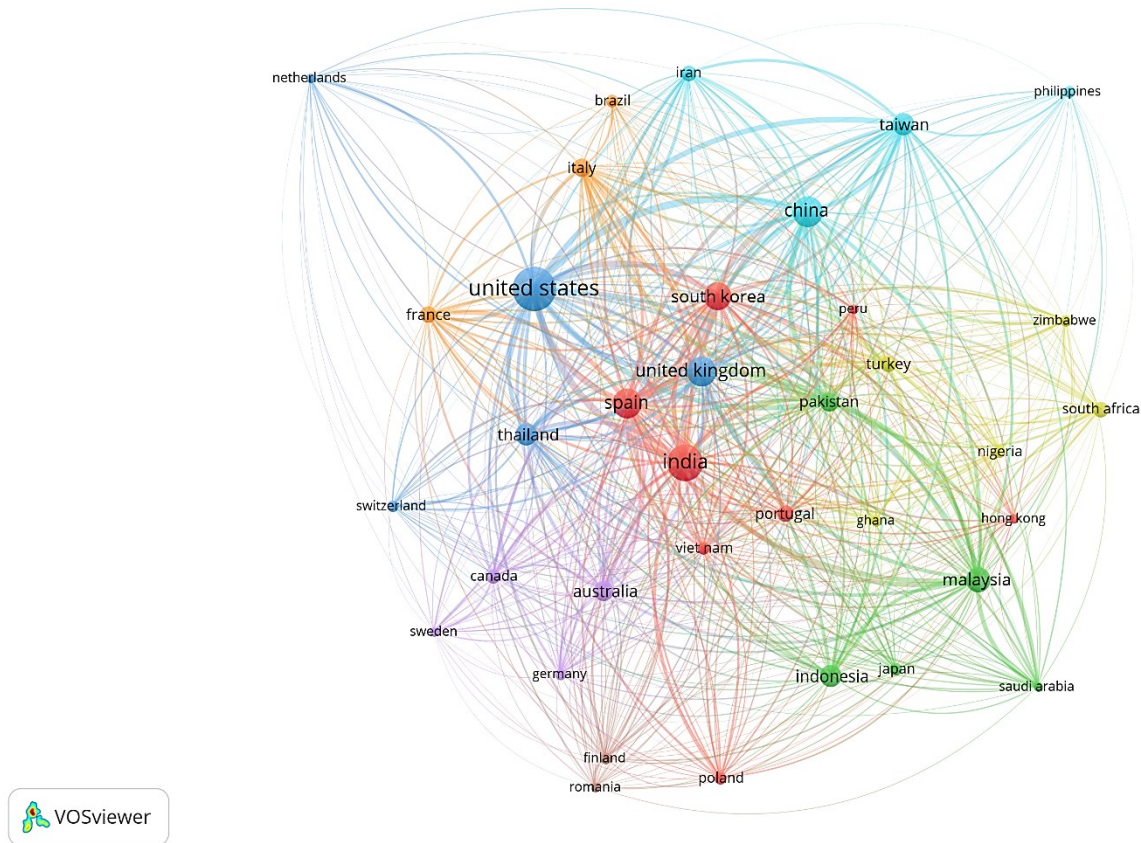 netherlands
iran
philippines
brazil
taiwan
italy
china
united states
south korea
peru
france
zimbabwe
turkey
united kingdom
spain
pakistan
south africa
thailand
nigeria
india
switzerland
portugal
ghana
hong kong
viet nam
canada
malaysia
australia
sweden
germany
indonesia
japan
saudi arabia
finland
poland
romania
VOSviewer